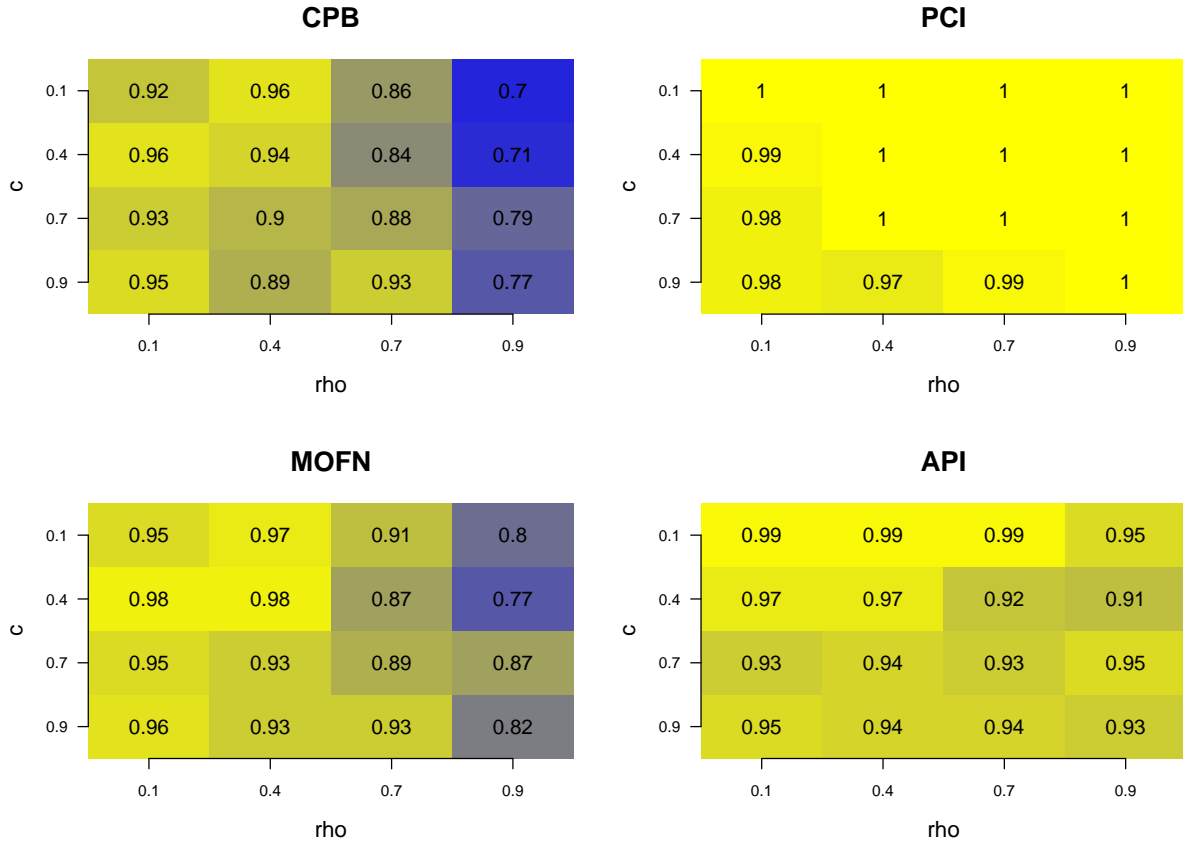 CPB
0.1 0.92 0.96 0.86 0.7
0.4 0.96 0.94 0.84 0.71
c
0.7 0.93 0.9 0.88 0.79
0.9 0.95 0.89 0.93 0.77
0.1 0.4 0.7 0.9
rho
PCI
0.1 1 1 1 1
0.4 0.99 1 1 1
c
0.7 0.98 1 1 1
0.9 0.98 0.97 0.99 1
0.1 0.4 0.7 0.9
rho
MOFN
0.1 0.95 0.97 0.91 0.8
0.4 0.98 0.98 0.87 0.77
c
0.7 0.95 0.93 0.89 0.87
0.9 0.96 0.93 0.93 0.82
0.1 0.4 0.7 0.9
rho
API
0.1 0.99 0.99 0.99 0.95
0.4 0.97 0.97 0.92 0.91
c
0.7 0.93 0.94 0.93 0.95
0.9 0.95 0.94 0.94 0.93
0.1 0.4 0.7 0.9
rho